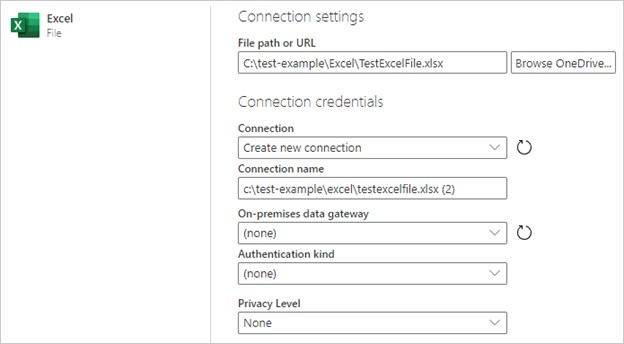 Excel
File
Connection settings
File path or URL
C:\test-example\Excel\TestExcelFile.xlsx
Browse OneDrive...
Connection credentials
Connection
Create new connection
Connection name
c:\test-example\excel\testexcelfile.xlsx (2)
On-premises data gateway
(none)
Authentication kind
(none)
Privacy Level
None